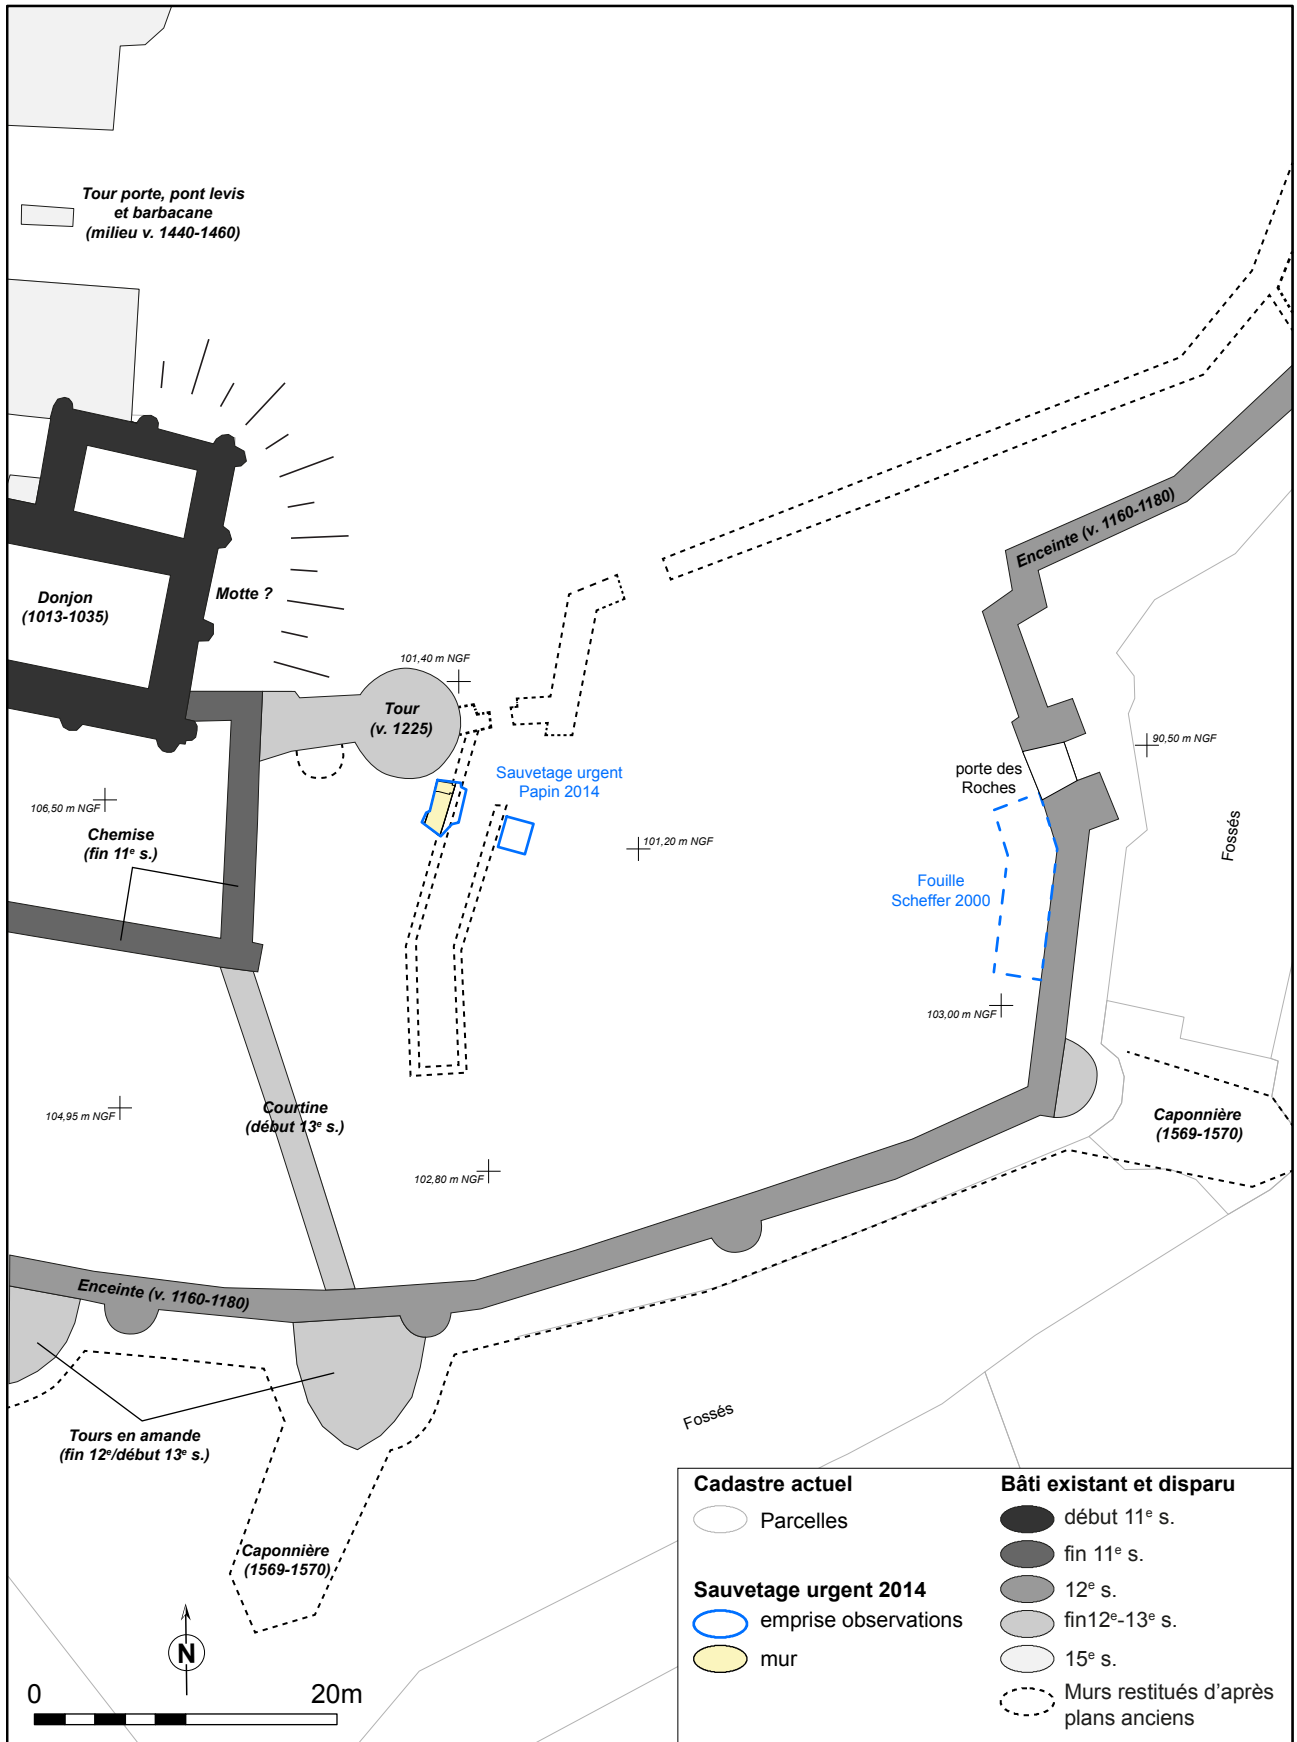 Tour porte, pont levis
et barbacane
(milieu v. 1440-1460)
Enceinte (v. 1160-1180)
Donjon
(1013-1035)
Motte ?
101,40 m NGF
Tour
(v. 1225)
90,50 m NGF
Sauvetage urgent
Papin 2014
porte des
Roches
106,50 m NGF
Chemise
(fin 11e s.)
101,20 m NGF
Fossés
Fouille
Scheffer 2000
103,00 m NGF
104,95 m NGF
Courtine
(début 13e s.)
Caponnière
(1569-1570)
102,80 m NGF
Enceinte (v. 1160-1180)
Fossés
Tours en amande
(fin 12e/début 13e s.)
Caponnière
(1569-1570)
N
0 20m
Cadastre actuel
Parcelles
Sauvetage urgent 2014
emprise observations
mur
Bâti existant et disparu
début 11e s.
fin 11e s.
12e s.
fin12e-13e s.
15e s.
Murs restitués d'après
plans anciens